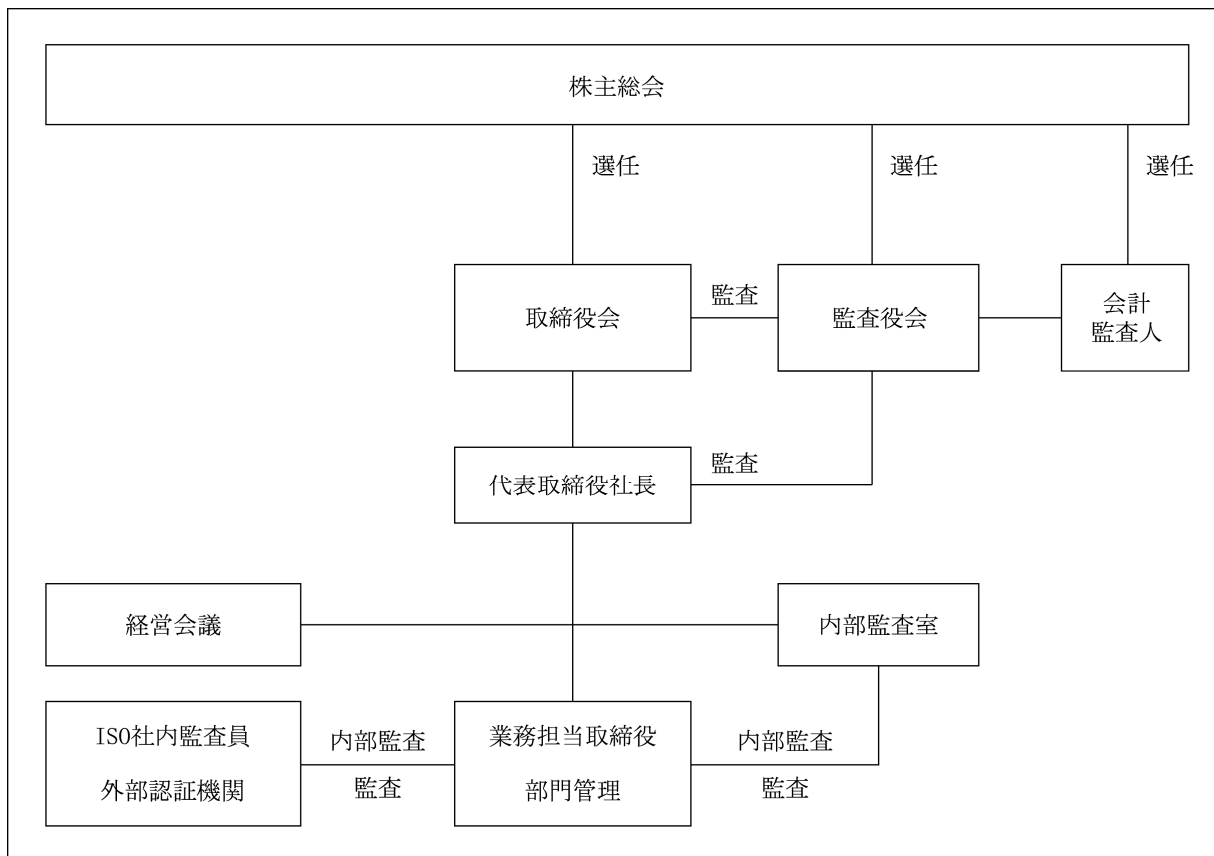 株主総会
選任
選任
選任
取締役会
監査
監査役会
会計
監査人
代表取締役社長
監査
経営会議
内部監査室
ISO社内監査員
外部認証機関
内部監査
監査
業務担当取締役
部門管理
内部監査
監査